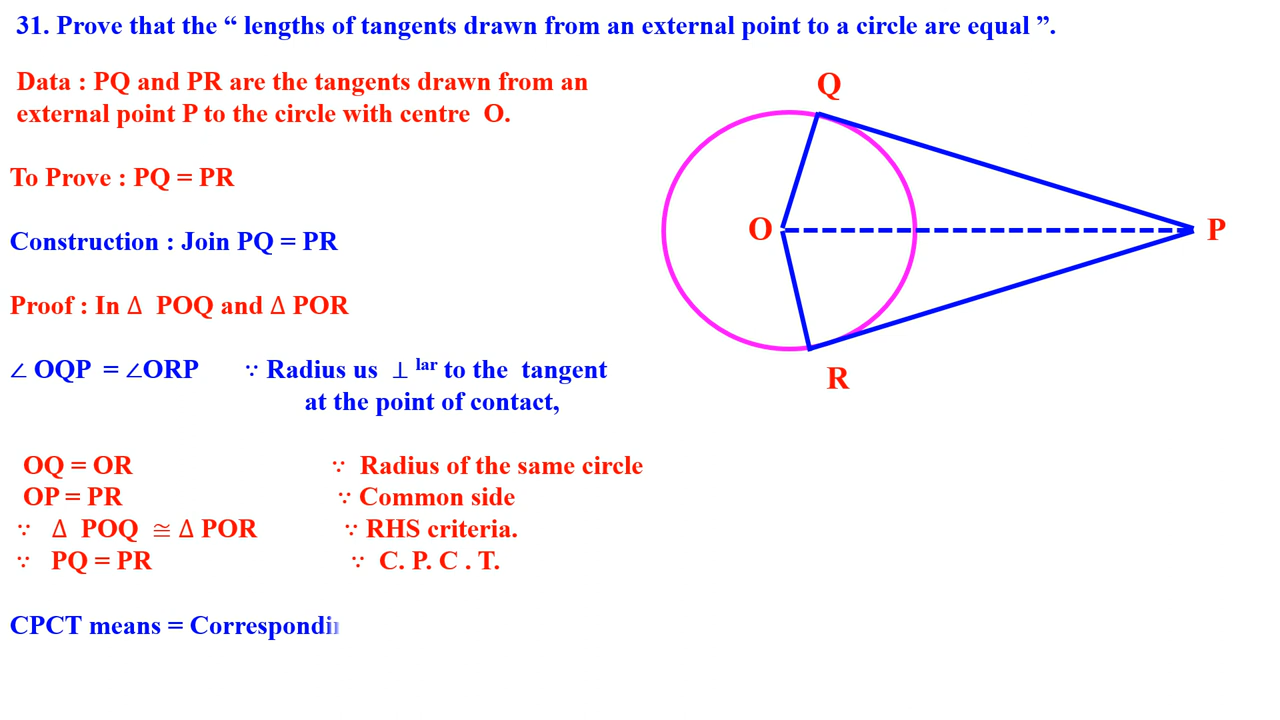 31. Prove that the “ lengths of tangents drawn from an external point to a circle are equal ”.
Data : PQ and PR are the tangents drawn from an
external point P to the circle with centre O.
To Prove : PQ = PR
Construction : Join PQ = PR
Proof : In Δ POQ and Δ POR
∠ OQP = ∠ORP ∵ Radius us ⊥ lar to the tangent
at the point of contact,
OQ = OR ∵ Radius of the same circle
OP = PR ∵ Common side
∵ Δ POQ ≅ Δ POR ∵ RHS criteria.
∵ PQ = PR ∵ C. P. C . T.
CPCT means = Correspondi
Q
O
P
R